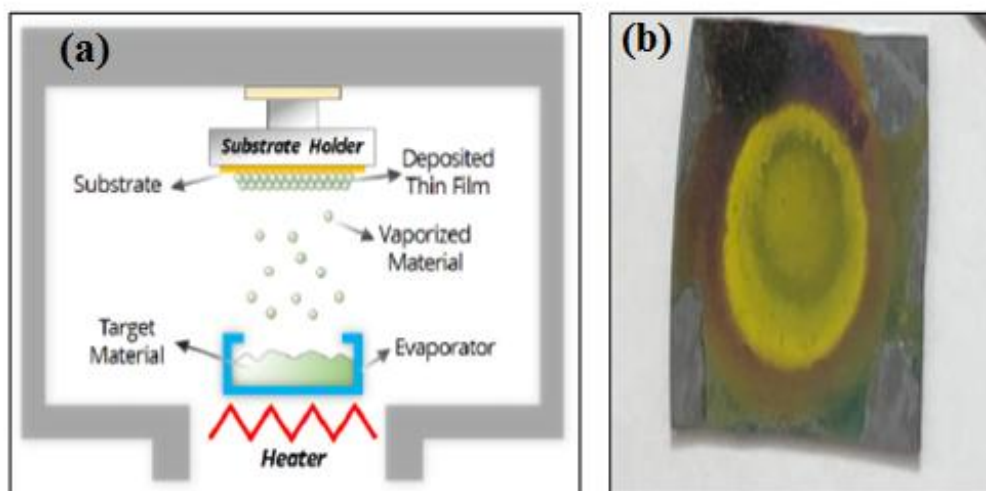 (a)
Substrate Holder
Substrate
Deposited
Thin Film
Vaporized
Material
Target
Material
Evaporator
Heater
(b)